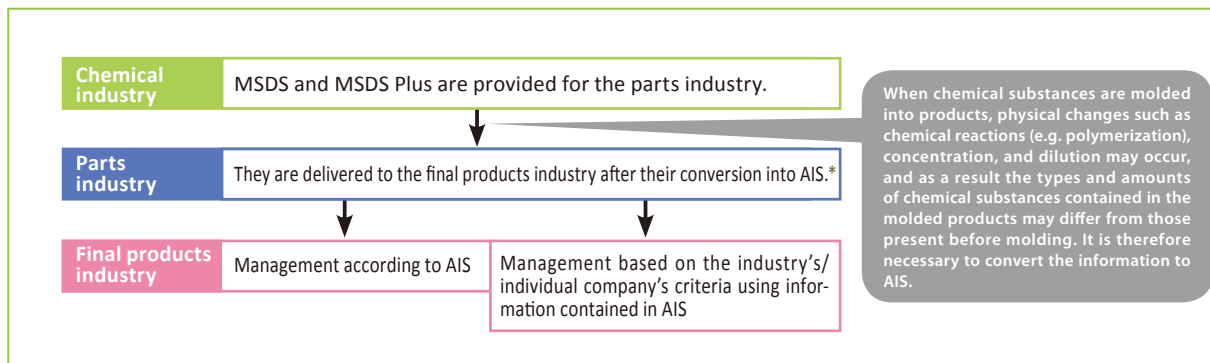 Chemical
industry
MSDS and MSDS Plus are provided for the parts industry.
When chemical substances are molded
into products, physical changes such as
chemical reactions (e.g. polymerization),
concentration, and dilution may occur,
and as a result the types and amounts
of chemical substances contained in the
molded products may differ from those
present before molding. It is therefore
necessary to convert the information to
AIS.
Parts
industry
They are delivered to the final products industry after their conversion into AIS.*
Final products
industry
Management according to AIS
Management based on the industry's/
individual company's criteria using infor-
mation contained in AIS